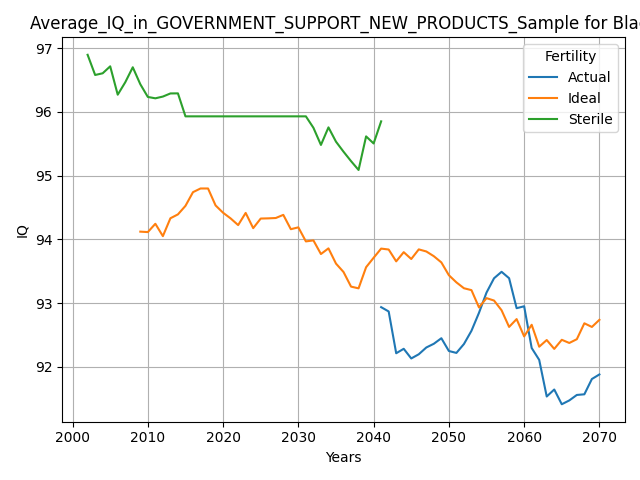 Average_IQ_in_GOVERNMENT_SUPPORT_NEW_PRODUCTS_Sample for Bla
Fertility
Actual
Ideal
Sterile
97
96
95
94
93
92
IQ
2000 2010 2020 2030 2040 2050 2060 2070
Years